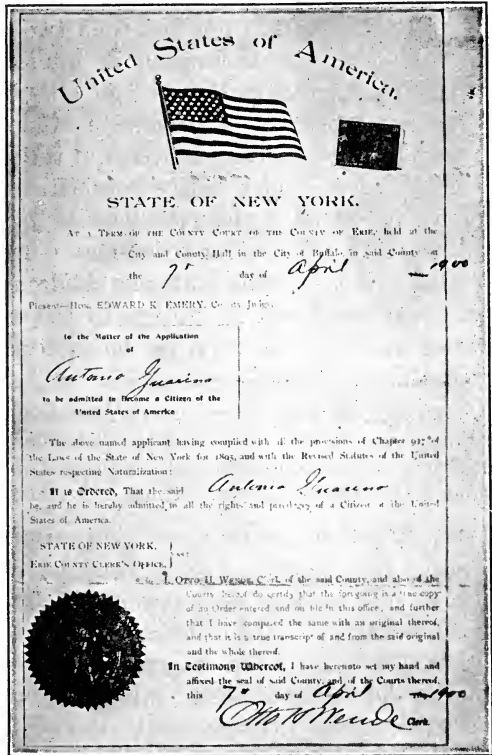 United States of America.
STATE OF NEW YORK.
AT A TERM OF THE COUNTY COURT OF THE COUNTY OF ERIE, held at the
City and County Hall in the City of Buffalo in said County on
the 7th day of April 1900
Present—Hon. EDWARD K. EMERY, County Judge.
In the Matter of the Application
of
Antonio Guarino
to be admitted to Become a Citizen of the
United States of America
The above named applicant having complied with all the provisions of Chapter 927 of
the Laws of the State of New York for 1895, and with the Revised Statutes of the United
States respecting Naturalization:
It is Ordered, That the said Antonio Guarino
be, and he is hereby admitted to all the rights and privileges of a Citizen of the United
States of America.
STATE OF NEW YORK,
ERIE COUNTY CLERK'S OFFICE, } ss:
I, OTTO H. WENDE, Clerk of the said County, and also of the
Courts thereof do certify that the foregoing is a true copy
of an Order entered and on file in this office, and further
that I have compared the same with an original thereof,
and that it is a true transcript of and from the said original
and the whole thereof.
In Testimony Whereof, I have hereunto set my hand and
affixed the seal of said County and of the Courts thereof,
this 7th day of April 1900
Otto H Wende Clerk.